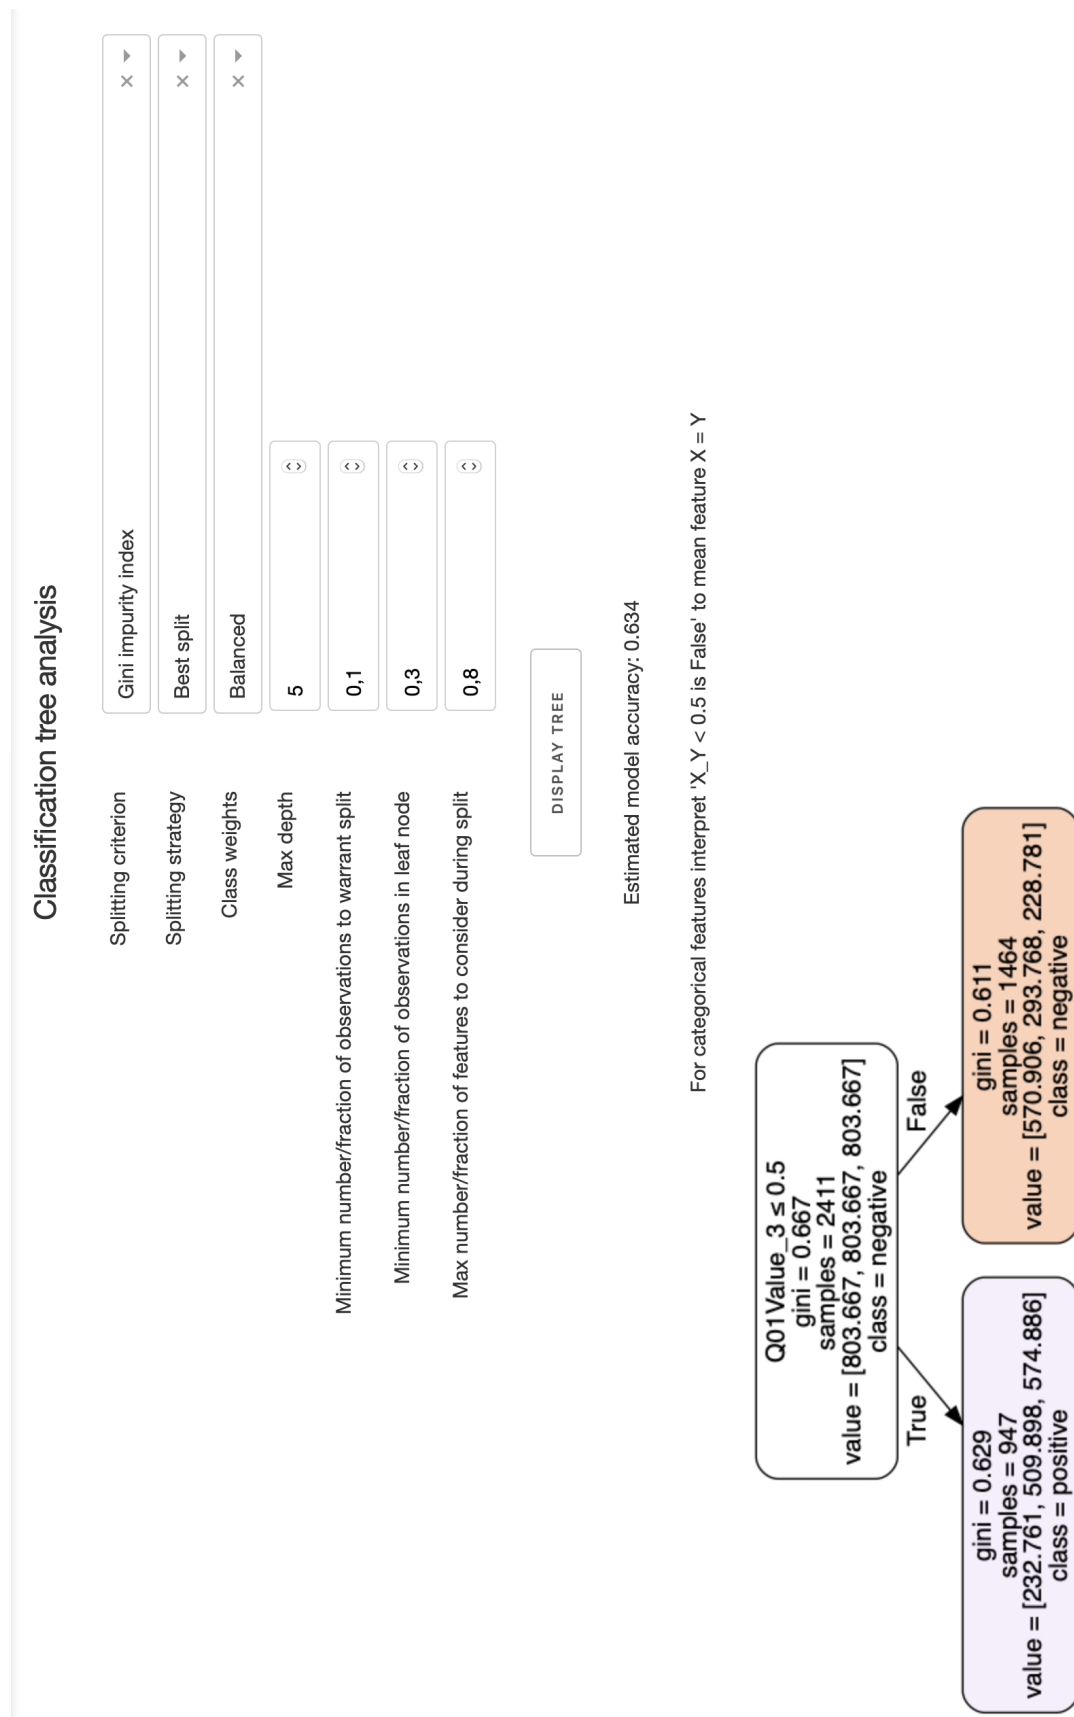 Classification tree analysis
Splitting criterion
Gini impurity index
Splitting strategy
Best split
Class weights
Balanced
Max depth
5
Minimum number/fraction of observations to warrant split
0,1
Minimum number/fraction of observations in leaf node
0,3
Max number/fraction of features to consider during split
0,8
DISPLAY TREE
Estimated model accuracy: 0.634
For categorical features interpret 'X_Y < 0.5 is False' to mean feature X = Y
Q01Value_3 ≤ 0.5
gini = 0.667
samples = 2411
value = [803.667, 803.667, 803.667]
class = negative
True
False
gini = 0.629
samples = 947
value = [232.761, 509.898, 574.886]
class = positive
gini = 0.611
samples = 1464
value = [570.906, 293.768, 228.781]
class = negative